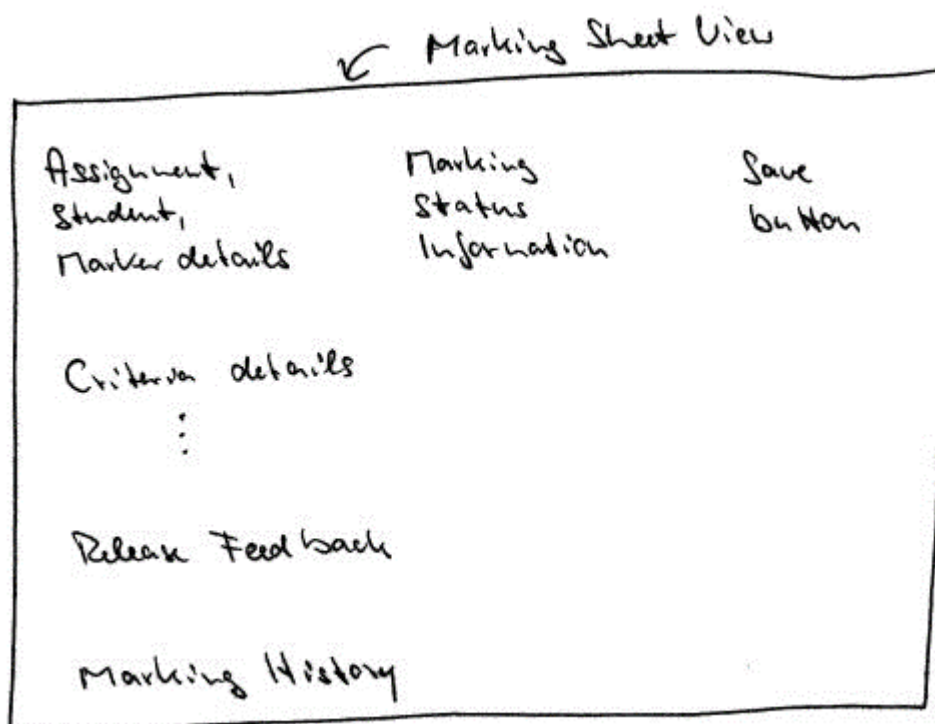 Marking Sheet View
Assignment,
Student,
Marker details
Marking
Status
Information
Save
button
Criteria details
⋮
Release Feedback
Marking History